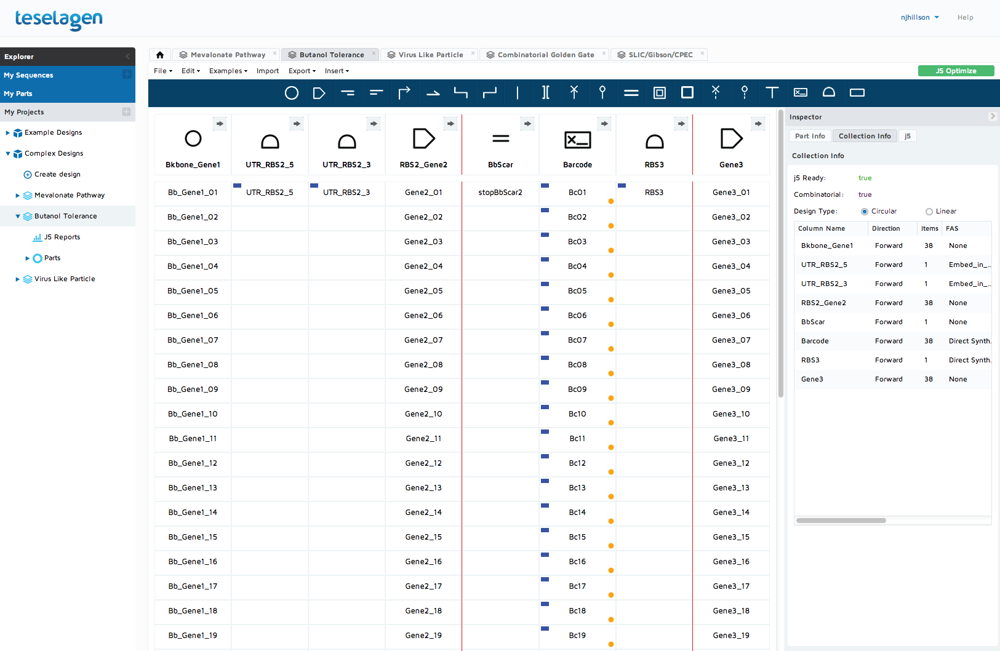 teselagen
njhillson Help
Explorer
My Sequences
My Parts
My Projects
Example Designs
Complex Designs
Create design
Mevalonate Pathway
Butanol Tolerance
J5 Reports
Parts
Virus Like Particle
Mevalonate Pathway × Butanol Tolerance × Virus Like Particle × Combinatorial Golden Gate × SLIC/Gibson/CPEC ×
File Edit Examples Import Export Insert
J5 Optimize
Bkbone_Gene1 UTR_RBS2_5 UTR_RBS2_3 RBS2_Gene2 BbScar Barcode RBS3 Gene3
Bb_Gene1_01 UTR_RBS2_5 UTR_RBS2_3 Gene2_01 stopBbScar2 Bc01 RBS3 Gene3_01
Bb_Gene1_02 Gene2_02 Bc02 Gene3_02
Bb_Gene1_03 Gene2_03 Bc03 Gene3_03
Bb_Gene1_04 Gene2_04 Bc04 Gene3_04
Bb_Gene1_05 Gene2_05 Bc05 Gene3_05
Bb_Gene1_06 Gene2_06 Bc06 Gene3_06
Bb_Gene1_07 Gene2_07 Bc07 Gene3_07
Bb_Gene1_08 Gene2_08 Bc08 Gene3_08
Bb_Gene1_09 Gene2_09 Bc09 Gene3_09
Bb_Gene1_10 Gene2_10 Bc10 Gene3_10
Bb_Gene1_11 Gene2_11 Bc11 Gene3_11
Bb_Gene1_12 Gene2_12 Bc12 Gene3_12
Bb_Gene1_13 Gene2_13 Bc13 Gene3_13
Bb_Gene1_14 Gene2_14 Bc14 Gene3_14
Bb_Gene1_15 Gene2_15 Bc15 Gene3_15
Bb_Gene1_16 Gene2_16 Bc16 Gene3_16
Bb_Gene1_17 Gene2_17 Bc17 Gene3_17
Bb_Gene1_18 Gene2_18 Bc18 Gene3_18
Bb_Gene1_19 Gene2_19 Bc19 Gene3_19
Inspector
Part Info Collection Info j5
Collection Info
j5 Ready: true
Combinatorial: true
Design Type: Circular Linear
Column Name Direction Items FAS
Bkbone_Gene1 Forward 38 None
UTR_RBS2_5 Forward 1 Embed_in_...
UTR_RBS2_3 Forward 1 Embed_in_...
RBS2_Gene2 Forward 38 None
BbScar Forward 1 None
Barcode Forward 38 Direct Synth.
RBS3 Forward 1 Direct Synth.
Gene3 Forward 38 None